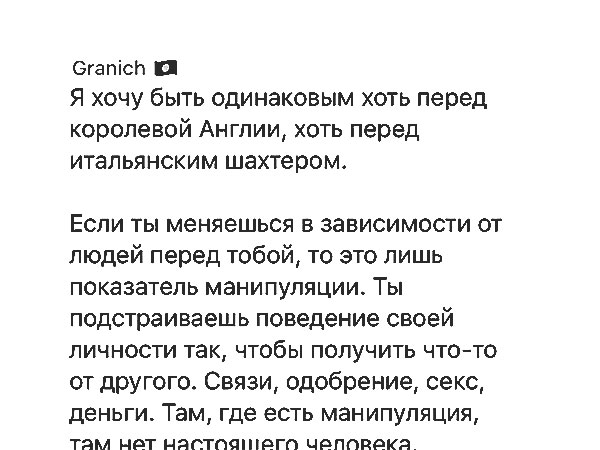 Granich
Я хочу быть одинаковым хоть перед
королевой Англии, хоть перед
итальянским шахтером.
Если ты меняешься в зависимости от
людей перед тобой, то это лишь
показатель манипуляции. Ты
подстраиваешь поведение своей
личности так, чтобы получить что-то
от другого. Связи, одобрение, секс,
деньги. Там, где есть манипуляция,
там нет настоящего человека.